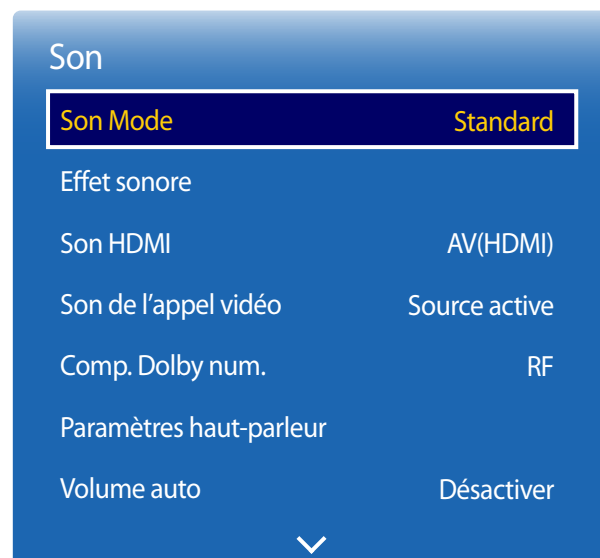 Son
Son Mode Standard
Effet sonore
Son HDMI AV(HDMI)
Son de l’appel vidéo Source active
Comp. Dolby num. RF
Paramètres haut-parleur
Volume auto Désactiver